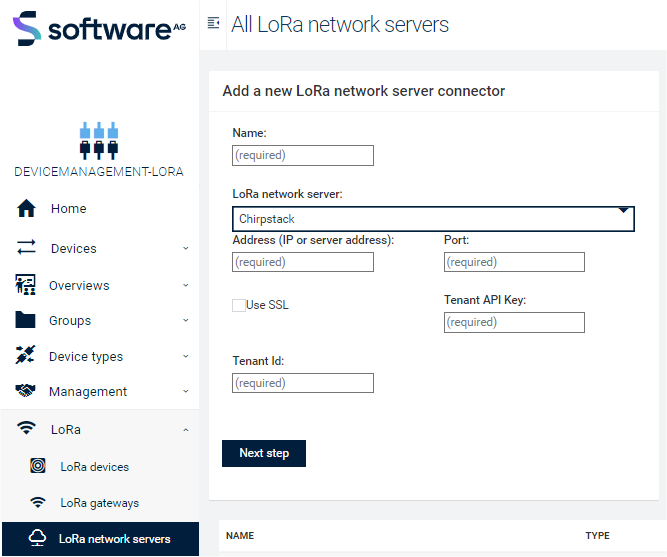 software AG
All LoRa network servers
DEVICEMANAGEMENT-LORA
Home
Devices
Overviews
Groups
Device types
Management
LoRa
LoRa devices
LoRa gateways
LoRa network servers
Add a new LoRa network server connector
Name:
(required)
LoRa network server:
Chirpstack
Address (IP or server address): Port:
(required) (required)
Use SSL Tenant API Key:
(required)
Tenant Id:
(required)
Next step
NAME TYPE